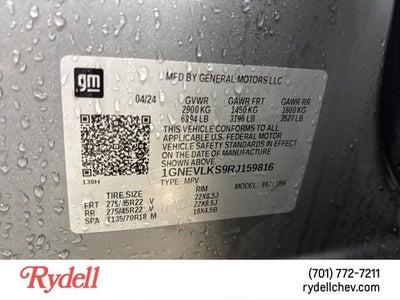 gm
MFD BY GENERAL MOTORS LLC
04/24 GVWR GAWR FRT GAWR RR
2900 KG 1450 KG 1600 KG
6394 LB 3196 LB 3527 LB
THIS VEHICLE CONFORMS TO ALL
APPLICABLE U.S. FEDERAL MOTOR
VEHICLE SAFETY
STANDARDS IN EFFECT ON THE DATE OF MANUFACTURE
SHOWN ABOVE.
1GNEVLKS9RJ159816
TYPE: MPV MODEL:
TIRE SIZE RIM
FRT 275/45R22 V 22X8.5J
RR 275/45R22 V 22X8.5J
SPA T135/70R18 M 18X4.5B
Rydell
(701) 772-7211
rydellchev.com